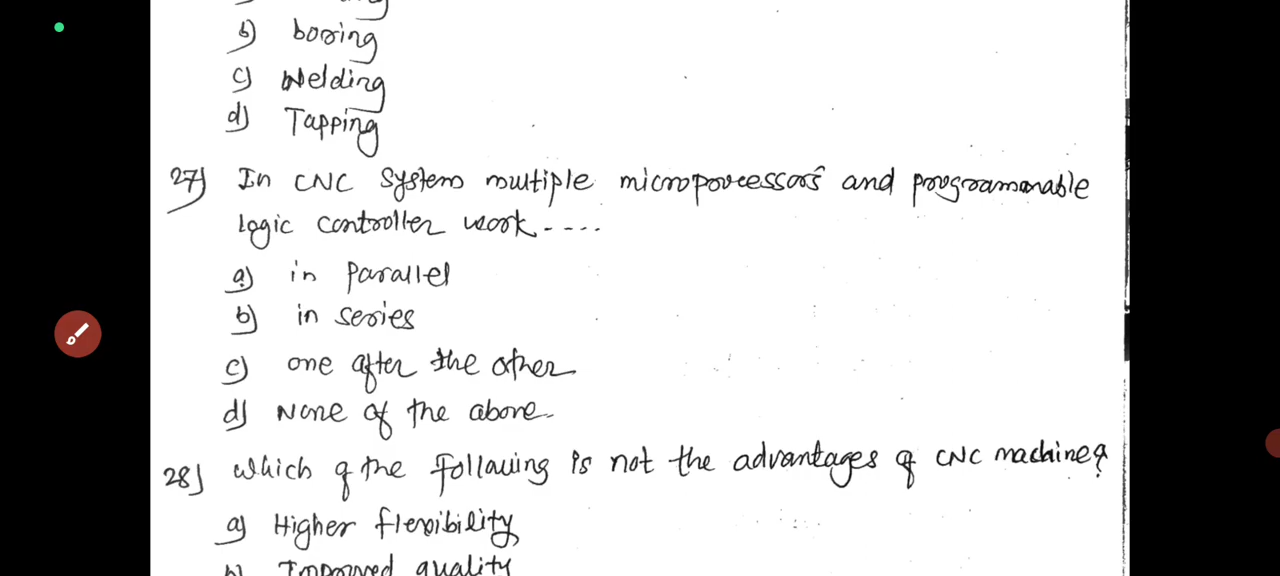 b) boring
c) Welding
d) Tapping
27) In CNC system multiple microprocessors and programmable
logic controller work----
a) in parallel
b) in series
c) one after the other
d) None of the above
28) which of the following is not the advantages of CNC machine?
a) Higher flexibility
b) Improved quality